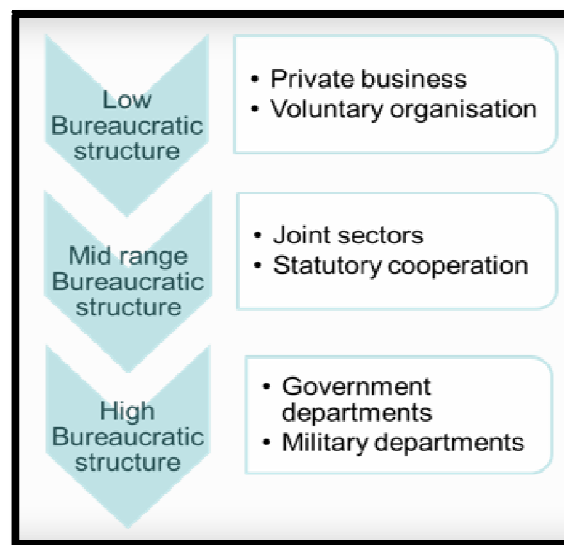 Low
Bureaucratic
structure
• Private business
• Voluntary organisation
Mid range
Bureaucratic
structure
• Joint sectors
• Statutory cooperation
High
Bureaucratic
structure
• Government
departments
• Military departments